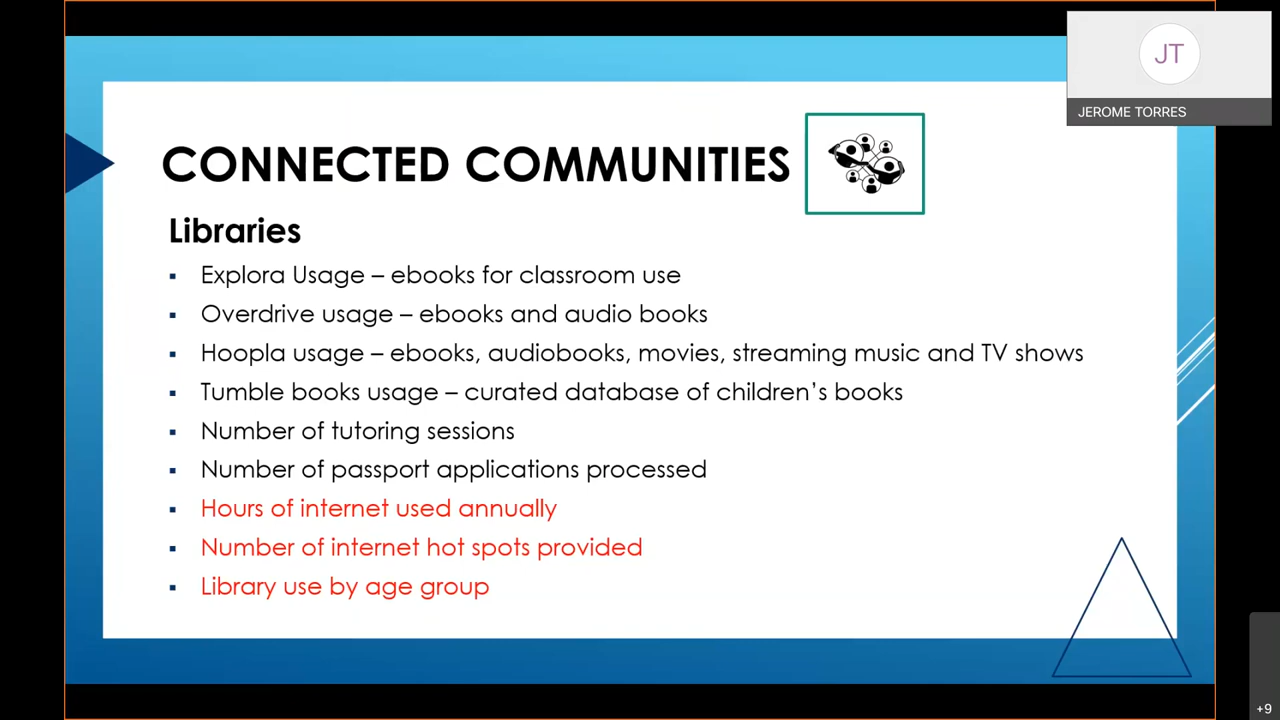 JT
JEROME TORRES
CONNECTED COMMUNITIES
Libraries
▪ Explora Usage – ebooks for classroom use
▪ Overdrive usage – ebooks and audio books
▪ Hoopla usage – ebooks, audiobooks, movies, streaming music and TV shows
▪ Tumble books usage – curated database of children’s books
▪ Number of tutoring sessions
▪ Number of passport applications processed
▪ Hours of internet used annually
▪ Number of internet hot spots provided
▪ Library use by age group
+9